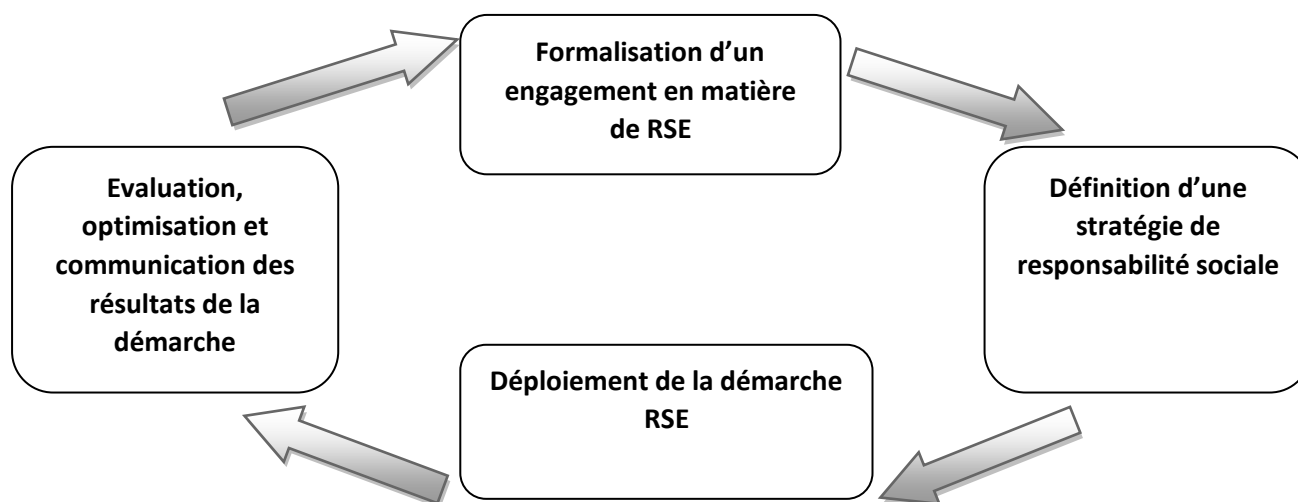 Formalisation d’un
engagement en matière
de RSE
Définition d’une
stratégie de
responsabilité sociale
Déploiement de la démarche
RSE
Evaluation,
optimisation et
communication des
résultats de la
démarche